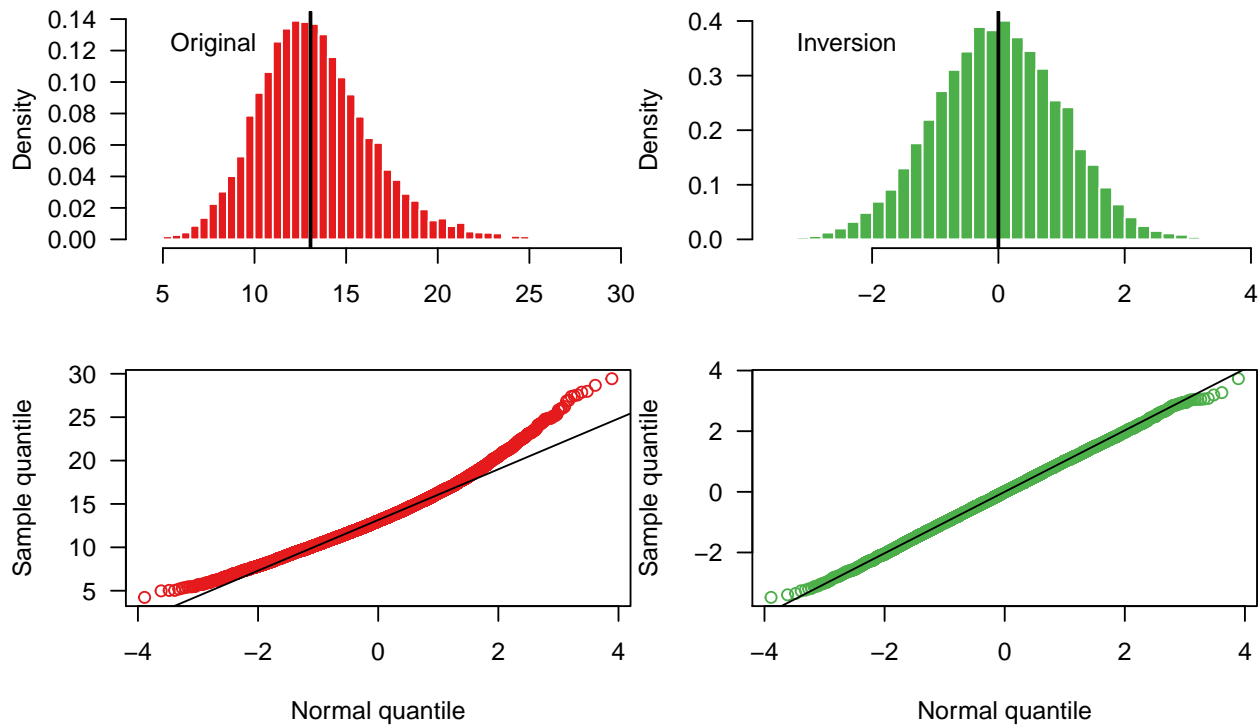 Original
Density
0.14
0.12
0.10
0.08
0.06
0.04
0.02
0.00
5 10 15 20 25 30
Inversion
Density
0.4
0.3
0.2
0.1
0.0
−2 0 2 4
Sample quantile
30
25
20
15
10
5
−4 −2 0 2 4
Normal quantile
Sample quantile
4
2
0
−2
−4 −2 0 2 4
Normal quantile